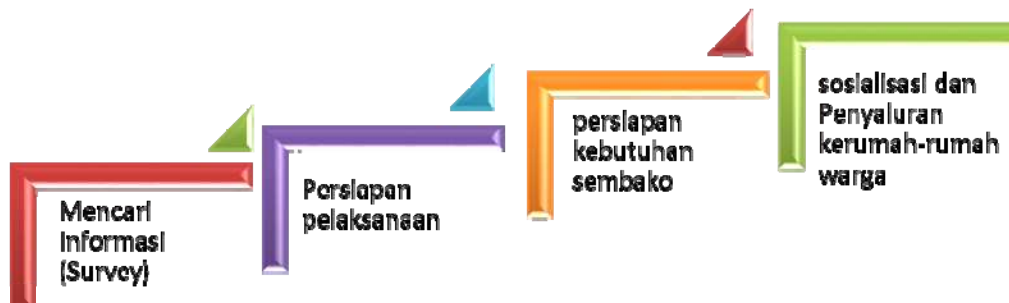 Mencari
Informasi
(Survey)
Persiapan
pelaksanaan
persiapan
kebutuhan
sembako
sosialisasi dan
Penyaluran
kerumah-rumah
warga